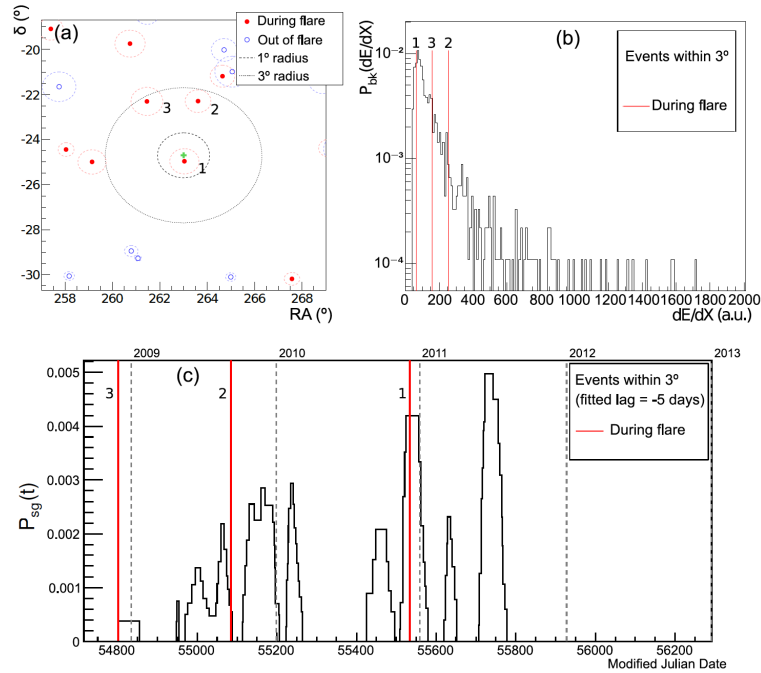 δ (º)
(a)
During flare
Out of flare
1º radius
3º radius
-20
-22
-24
-26
-28
-30
3
2
1
258
260
262
264
266
268
RA (º)
P_bk(dE/dX)
(b)
1 3 2
Events within 3º
During flare
10⁻²
10⁻³
10⁻⁴
0 200 400 600 800 1000 1200 1400 1600 1800 2000
dE/dX (a.u.)
2009 2010 2011 2012 2013
(c)
3
2
1
Events within 3º
(fitted lag = -5 days)
During flare
P_sg(t)
0.005
0.004
0.003
0.002
0.001
0
54800 55000 55200 55400 55600 55800 56000 56200
Modified Julian Date